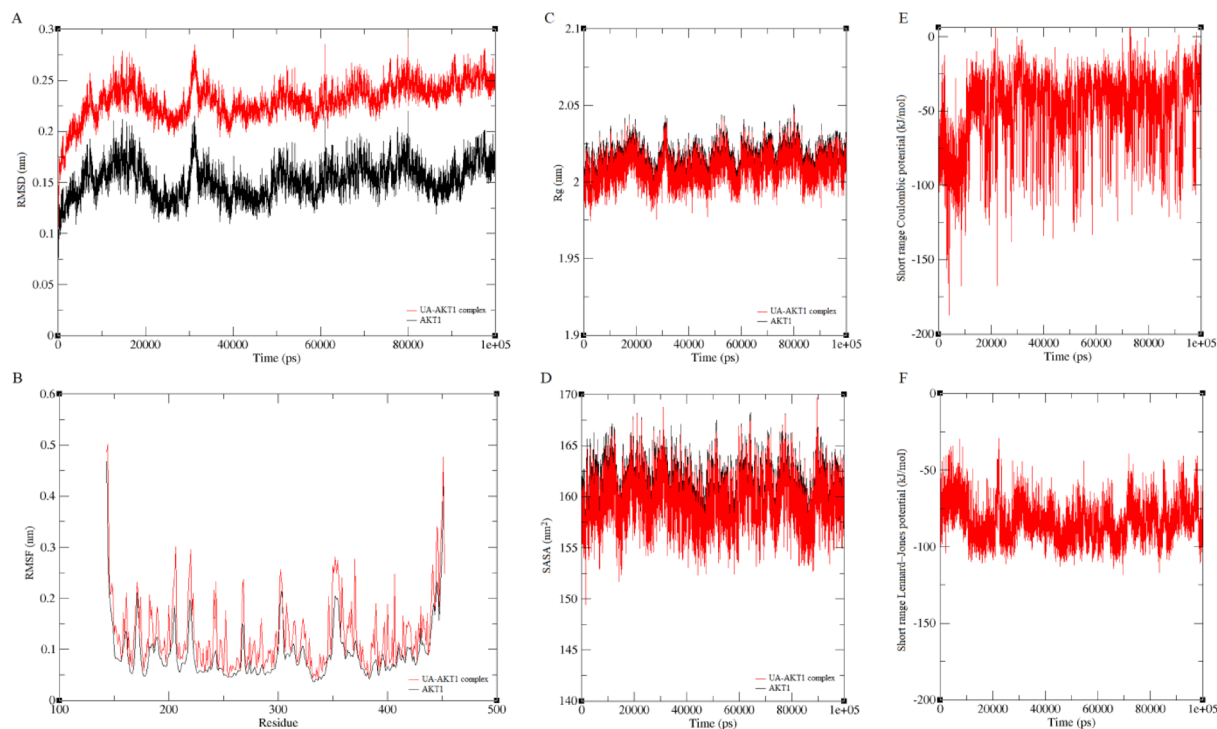 A
0.3
0.25
0.2
0.15
0.1
0.05
0
RMSD (nm)
0 20000 40000 60000 80000 1e+05
Time (ps)
UA-AKT1 complex
AKT1
B
0.6
0.5
0.4
0.3
0.2
0.1
0
RMSF (nm)
100 200 300 400 500
Residue
UA-AKT1 complex
AKT1
C
2.1
2.05
2
1.95
1.9
Rg (nm)
0 20000 40000 60000 80000 1e+05
Time (ps)
UA-AKT1 complex
AKT1
D
170
165
160
155
150
145
140
SASA (nm²)
0 20000 40000 60000 80000 1e+05
Time (ps)
UA-AKT1 complex
AKT1
E
0
-50
-100
-150
-200
Short range Coulombic potential (kJ/mol)
0 20000 40000 60000 80000 1e+05
Time (ps)
F
0
-50
-100
-150
-200
Short range Lennard-Jones potential (kJ/mol)
0 20000 40000 60000 80000 1e+05
Time (ps)